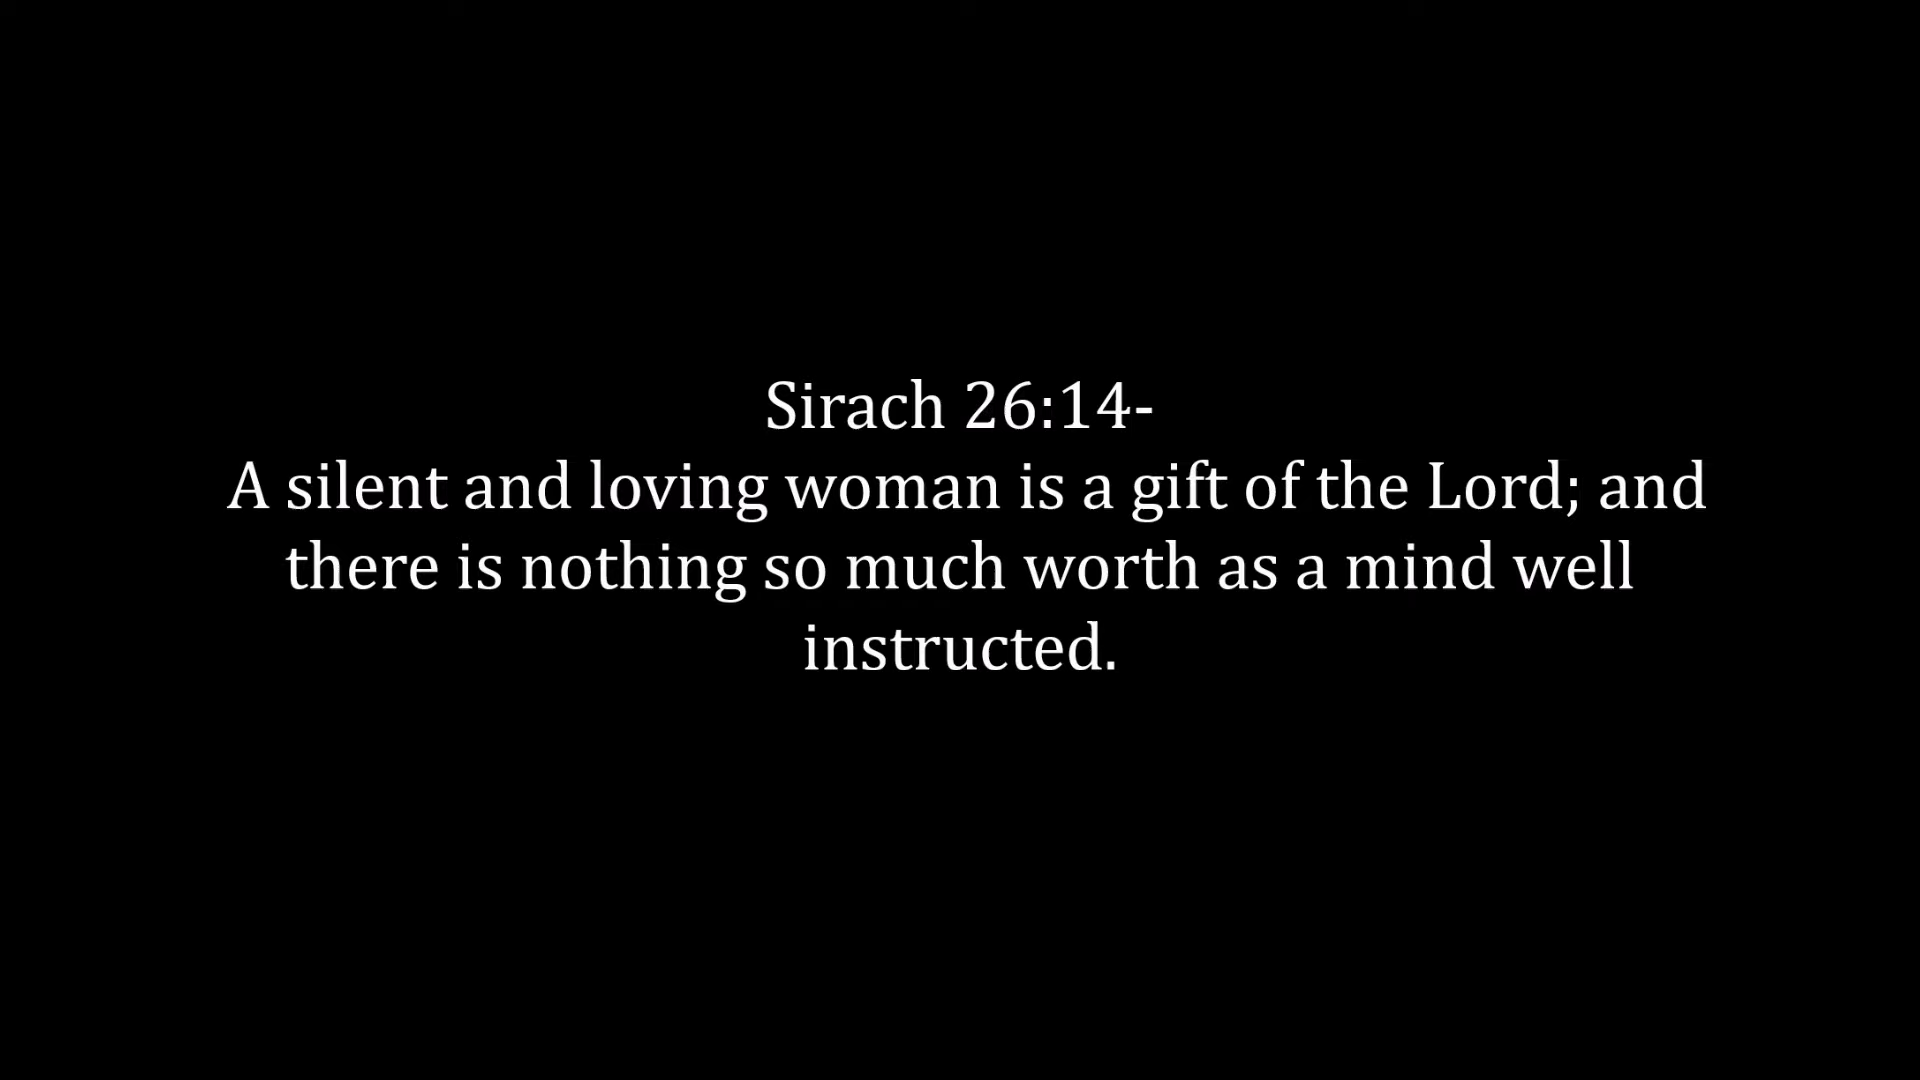 Sirach 26:14-
A silent and loving woman is a gift of the Lord; and
there is nothing so much worth as a mind well
instructed.